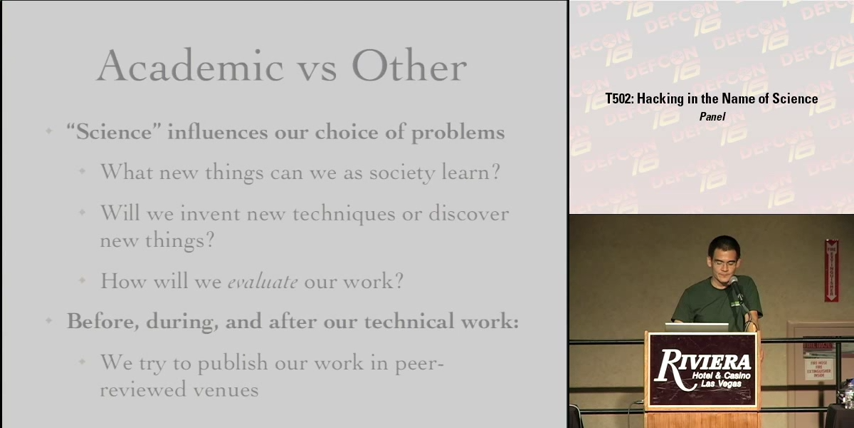 Academic vs Other
“Science” influences our choice of problems
What new things can we as society learn?
Will we invent new techniques or discover
new things?
How will we evaluate our work?
Before, during, and after our technical work:
We try to publish our work in peer-
reviewed venues
DEFCON
16
T502: Hacking in the Name of Science
Panel
RIVIERA
Hotel & Casino
Las Vegas